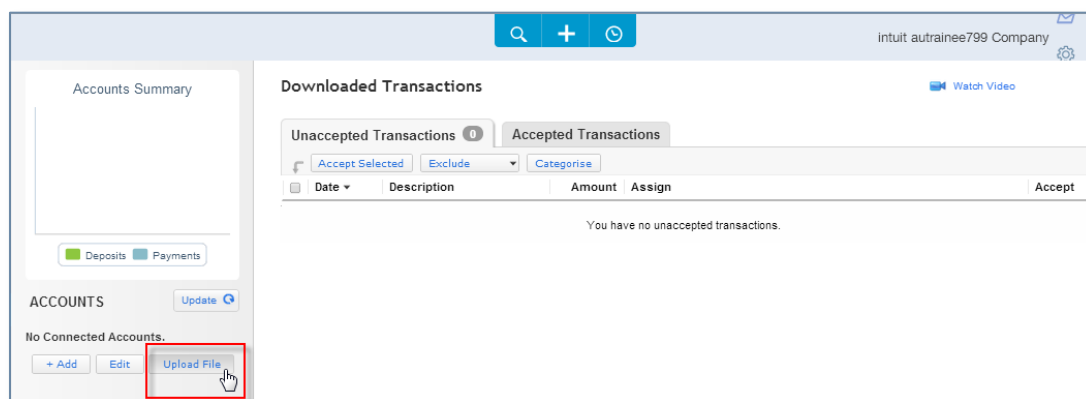 intuit autrainee799 Company
Accounts Summary
Deposits Payments
ACCOUNTS Update
No Connected Accounts.
+ Add Edit Upload File
Downloaded Transactions
Watch Video
Unaccepted Transactions 0 Accepted Transactions
Accept Selected Exclude Categorise
Date Description Amount Assign Accept
You have no unaccepted transactions.